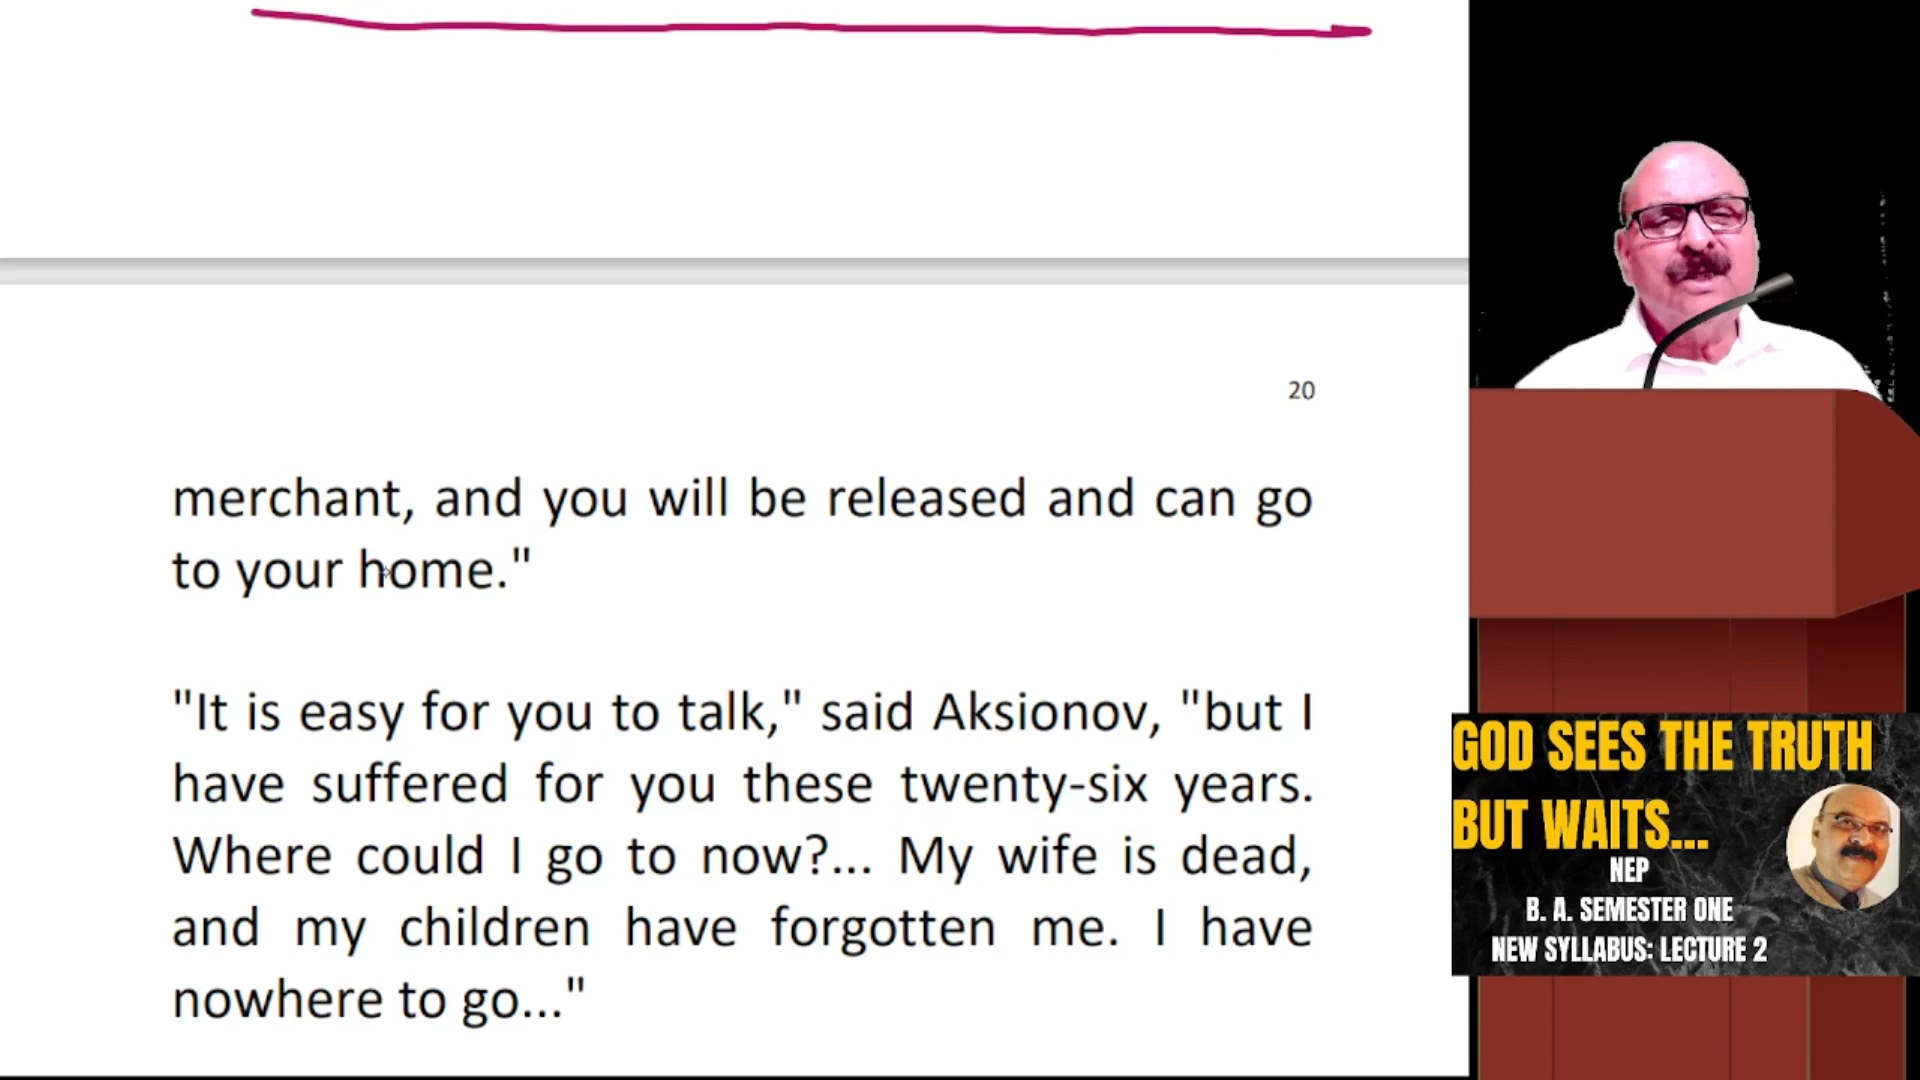 20
merchant, and you will be released and can go
to your home."
"It is easy for you to talk," said Aksionov, "but I
have suffered for you these twenty-six years.
Where could I go to now?... My wife is dead,
and my children have forgotten me. I have
nowhere to go..."
GOD SEES THE TRUTH
BUT WAITS...
NEP
B. A. SEMESTER ONE
NEW SYLLABUS: LECTURE 2